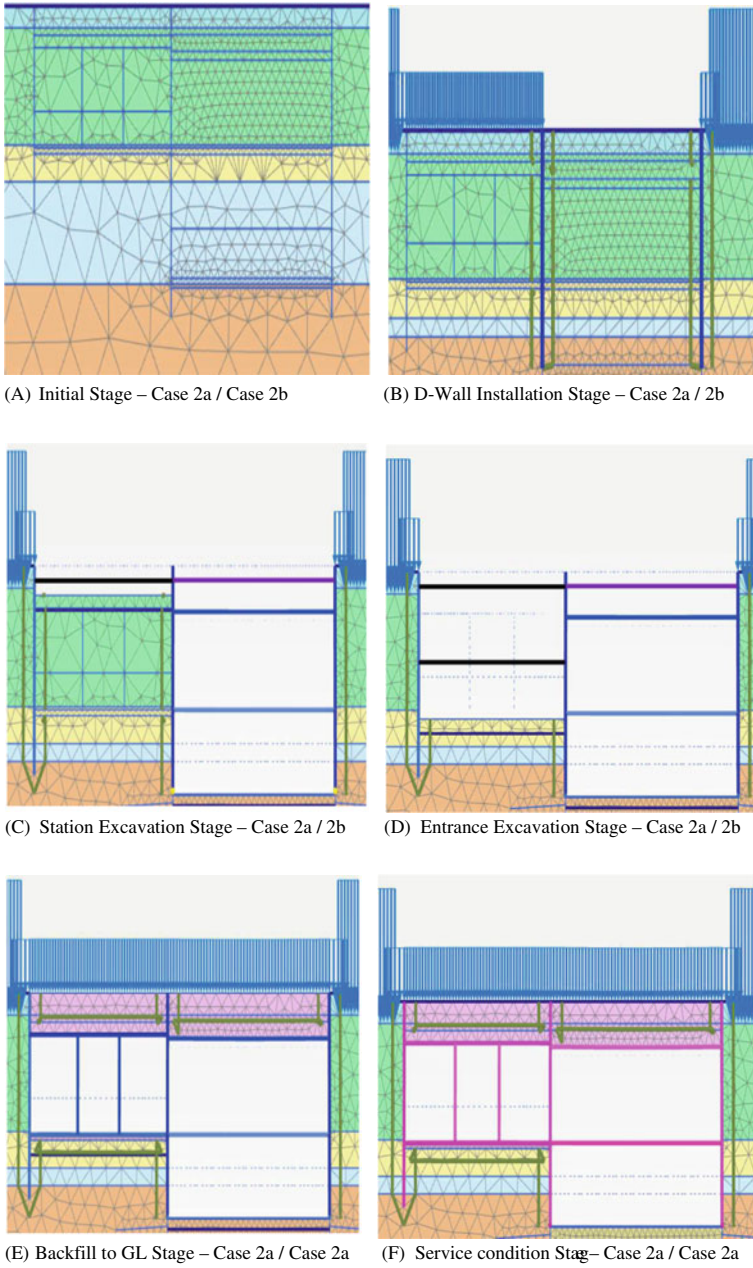 (A) Initial Stage – Case 2a / Case 2b
(B) D-Wall Installation Stage – Case 2a / 2b
(C) Station Excavation Stage – Case 2a / 2b
(D) Entrance Excavation Stage – Case 2a / 2b
(E) Backfill to GL Stage – Case 2a / Case 2a
(F) Service condition Stage – Case 2a / Case 2a